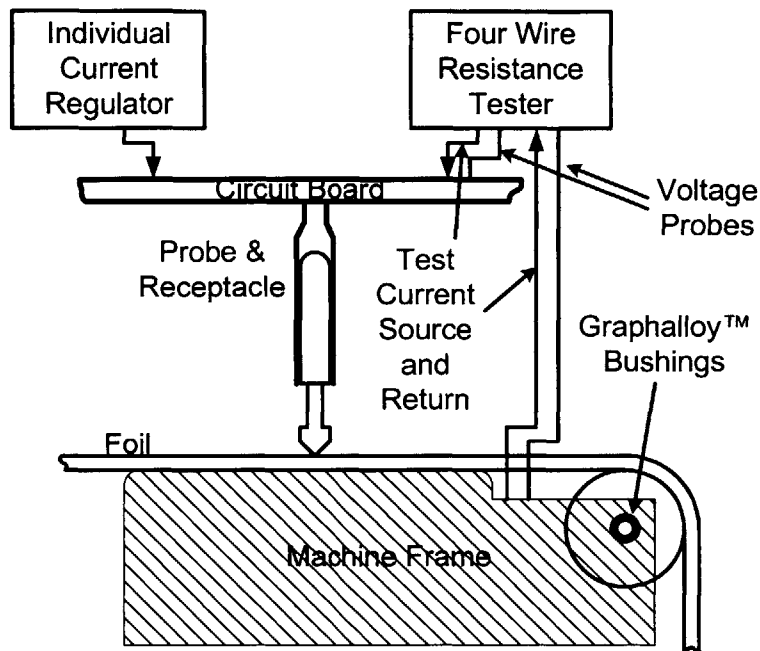 Individual
Current
Regulator
Four Wire
Resistance
Tester
Circuit Board
Voltage
Probes
Probe &
Receptacle
Test
Current
Source
and
Return
Graphalloy™
Bushings
Foil
Machine Frame